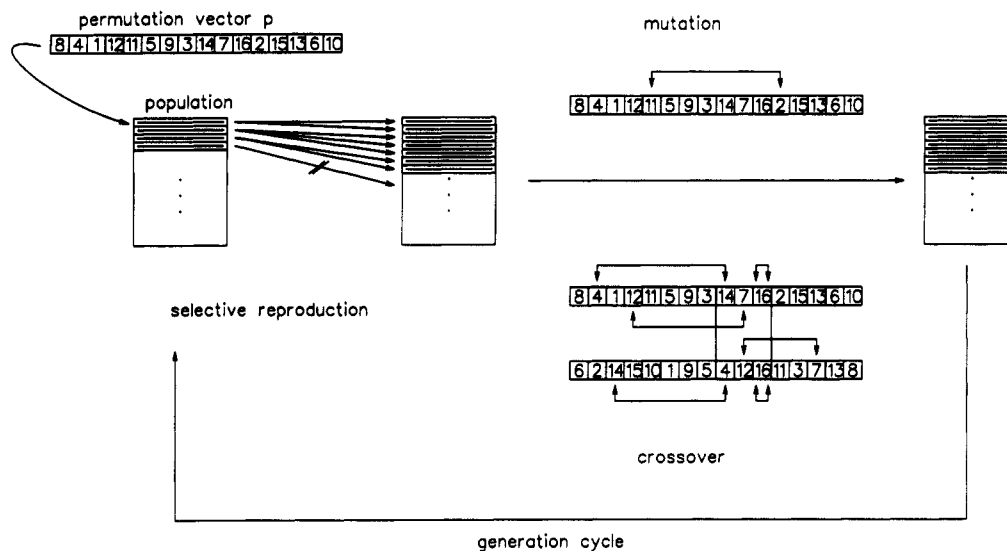 permutation vector p
8 4 1 12 11 5 9 3 14 7 16 2 15 13 6 10
mutation
8 4 1 12 11 5 9 3 14 7 16 2 15 13 6 10
population
8 4 1 12 11 5 9 3 14 7 16 2 15 13 6 10
selective reproduction
6 2 14 15 10 1 9 5 4 12 16 11 3 7 13 8
crossover
generation cycle